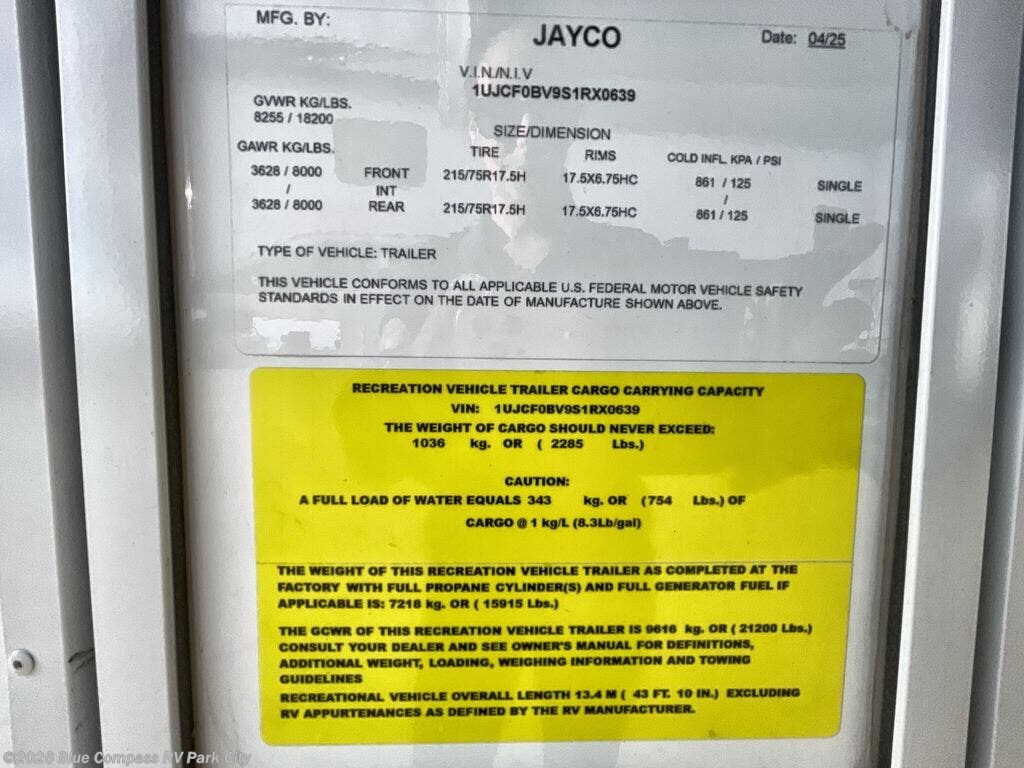 MFG. BY:
JAYCO
Date: 04/25
V.I.N./N.I.V
1UJCF0BV9S1RX0639
GVWR KG/LBS.
8255 / 18200
SIZE/DIMENSION
GAWR KG/LBS.
TIRE
RIMS
COLD INFL. KPA / PSI
3628 / 8000 FRONT 215/75R17.5H 17.5X6.75HC 861 / 125 SINGLE
/ INT /
3628 / 8000 REAR 215/75R17.5H 17.5X6.75HC 861 / 125 SINGLE
TYPE OF VEHICLE: TRAILER
THIS VEHICLE CONFORMS TO ALL APPLICABLE U.S. FEDERAL MOTOR VEHICLE SAFETY
STANDARDS IN EFFECT ON THE DATE OF MANUFACTURE SHOWN ABOVE.
RECREATION VEHICLE TRAILER CARGO CARRYING CAPACITY
VIN: 1UJCF0BV9S1RX0639
THE WEIGHT OF CARGO SHOULD NEVER EXCEED:
1036 kg. OR ( 2285 Lbs.)
CAUTION:
A FULL LOAD OF WATER EQUALS 343 kg. OR (754 Lbs.) OF
CARGO @ 1 kg/L (8.3Lb/gal)
THE WEIGHT OF THIS RECREATION VEHICLE TRAILER AS COMPLETED AT THE
FACTORY WITH FULL PROPANE CYLINDER(S) AND FULL GENERATOR FUEL IF
APPLICABLE IS: 7218 kg. OR ( 15915 Lbs.)
THE GCWR OF THIS RECREATION VEHICLE TRAILER IS 9616 kg. OR ( 21200 Lbs.)
CONSULT YOUR DEALER AND SEE OWNER'S MANUAL FOR DEFINITIONS,
ADDITIONAL WEIGHT, LOADING, WEIGHING INFORMATION AND TOWING
GUIDELINES
RECREATIONAL VEHICLE OVERALL LENGTH 13.4 M ( 43 FT. 10 IN.) EXCLUDING
RV APPURTENANCES AS DEFINED BY THE RV MANUFACTURER.
©2026 Blue Compass RV Park City